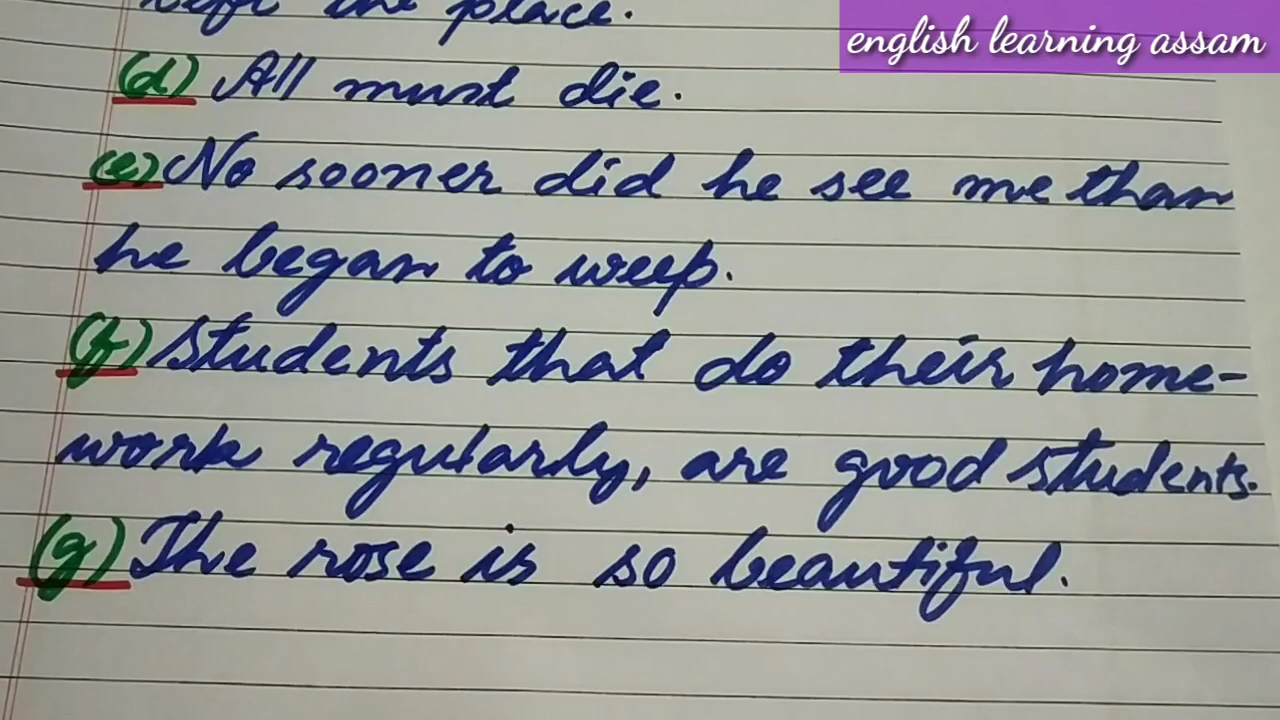 left the place.
english learning assam
(d) All must die.
(e) No sooner did he see me than
he began to weep.
(f) Students that do their home-
work regularly, are good students.
(g) The rose is so beautiful.